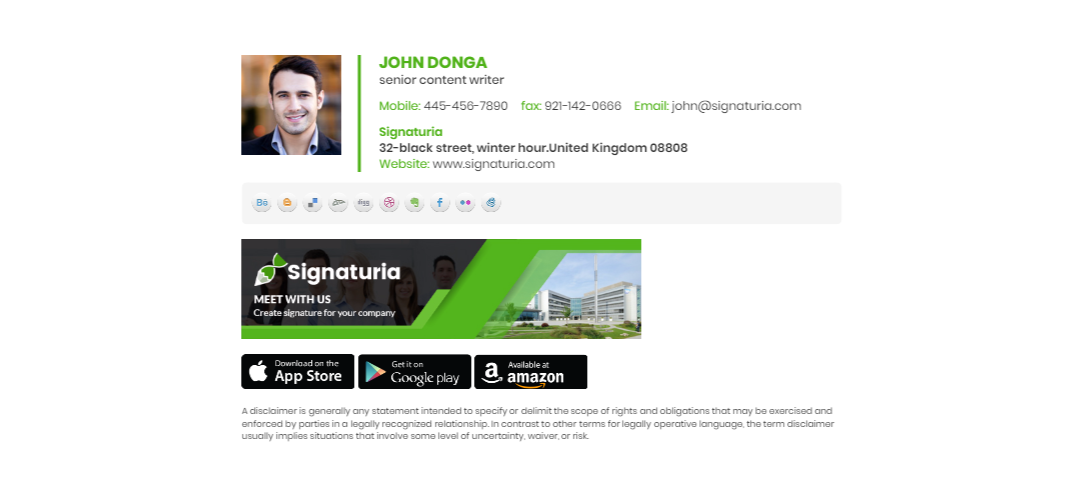 JOHN DONGA
senior content writer
Mobile: 445-456-7890 fax: 921-142-0666 Email: john@signaturia.com
Signaturia
32-black street, winter hour.United Kingdom 08808
Website: www.signaturia.com
Bē
digg
f
Signaturia
MEET WITH US
Create signature for your company
Download on the
App Store
Get it on
Google play
Available at
a
amazon
A disclaimer is generally any statement intended to specify or delimit the scope of rights and obligations that may be exercised and
enforced by parties in a legally recognized relationship. In contrast to other terms for legally operative language, the term disclaimer
usually implies situations that involve some level of uncertainty, waiver, or risk.